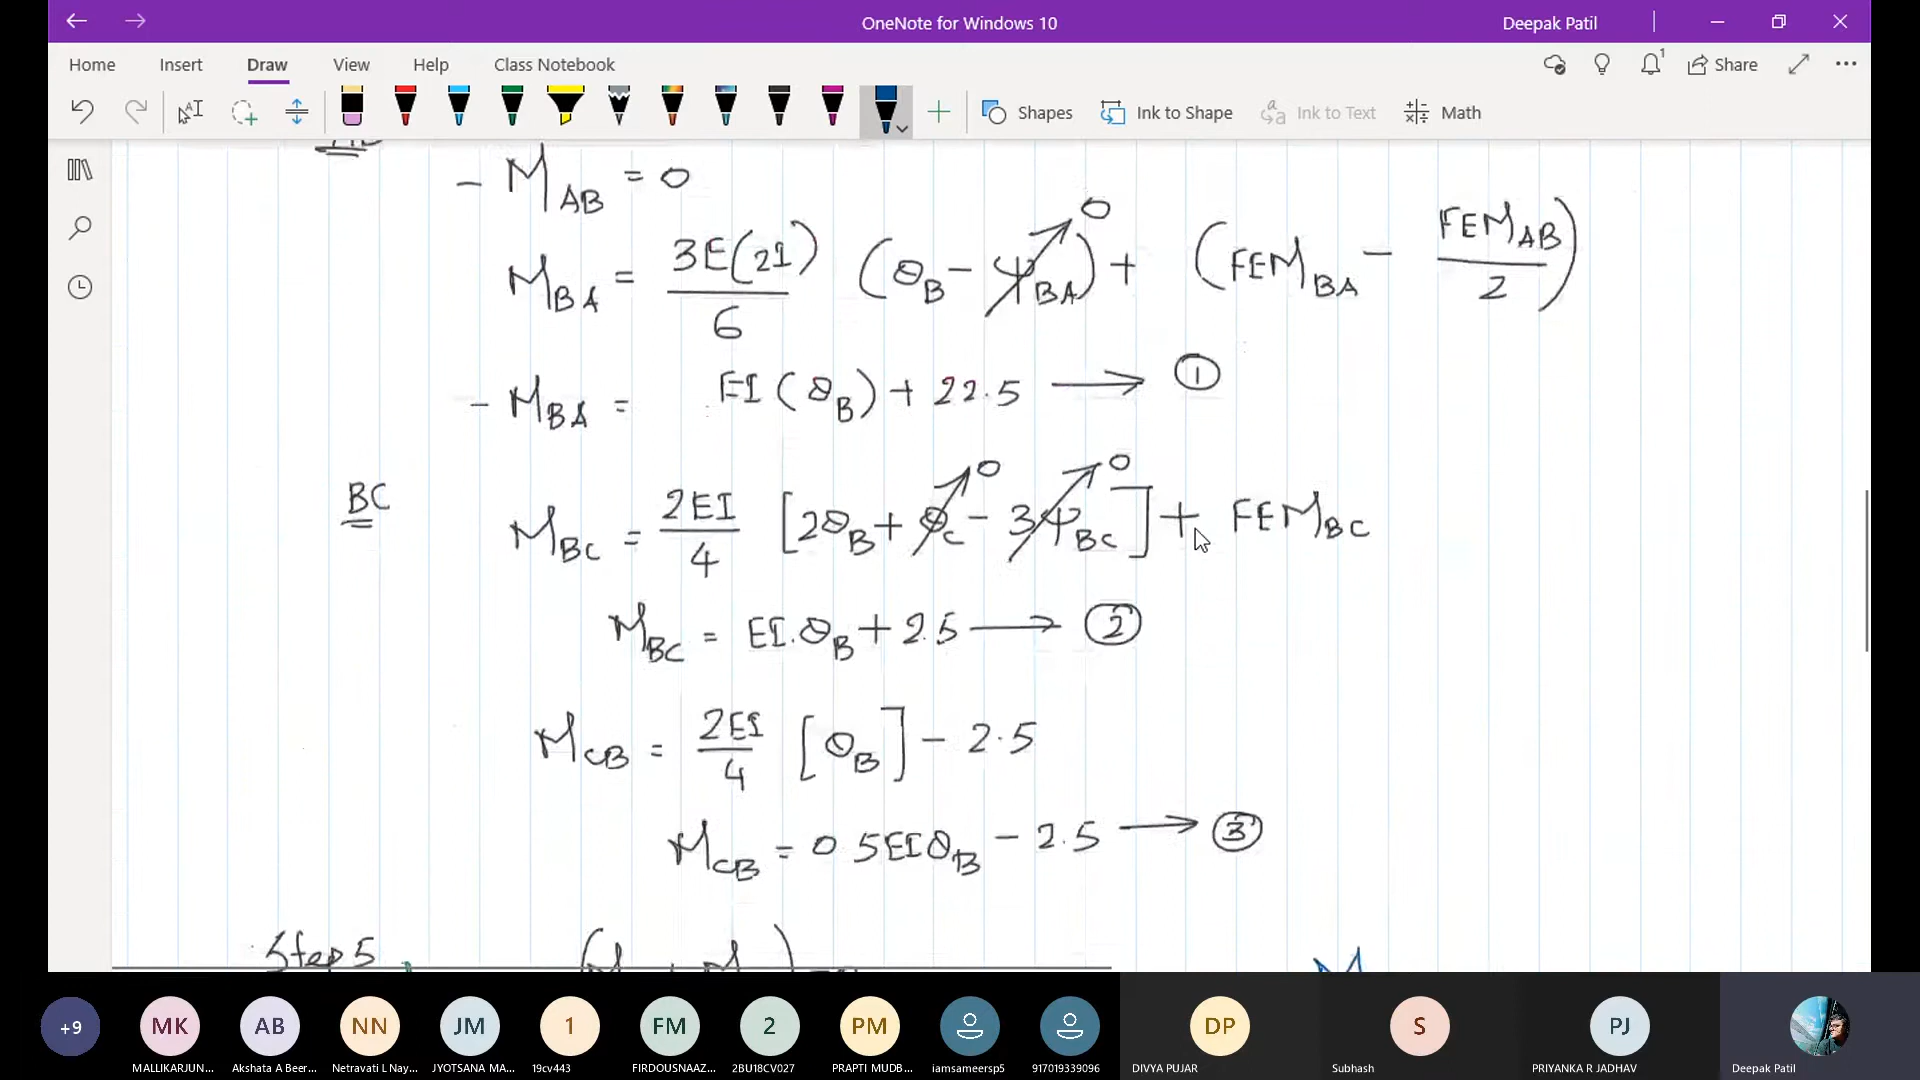 OneNote for Windows 10
Deepak Patil
Home Insert Draw View Help Class Notebook
1 Share
Shapes Ink to Shape Ink to Text Math
- M_AB = 0
M_BA = 3E(2I)/6 (θ_B - ψ_BA) + (FEM_BA - FEM_AB/2)
0
- M_BA = EI(θ_B) + 22.5 → ①
BC
M_BC = 2EI/4 [2θ_B + θ_C - 3ψ_BC] + FEM_BC
0 0
M_BC = EI.θ_B + 2.5 → ②
M_CB = 2EI/4 [θ_B] - 2.5
M_CB = 0.5EIθ_B - 2.5 → ③
Step 5
+9 MK AB NN JM 1 FM 2 PM DP S PJ
MALLIKARJUN... Akshata A Beer... Netravati L Nay... JYOTSANA MA... 19cv443 FIRDOUSNAAZ... 2BU18CV027 PRAPTI MUDB... iamsameersp5 917019339096 DIVYA PUJAR Subhash PRIYANKA R JADHAV Deepak Patil